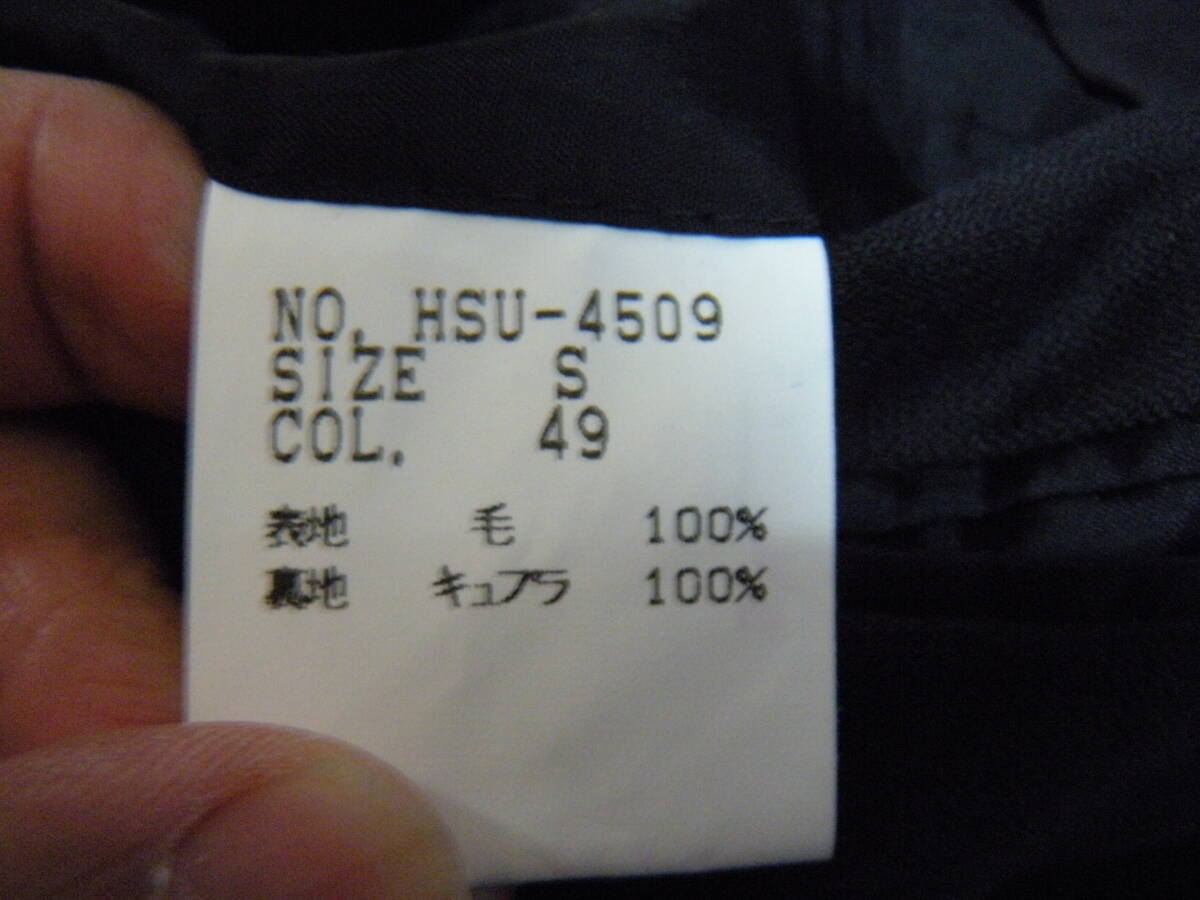 NO. HSU-4509
SIZE S
COL. 49
表地 毛 100%
裏地 キュプラ 100%